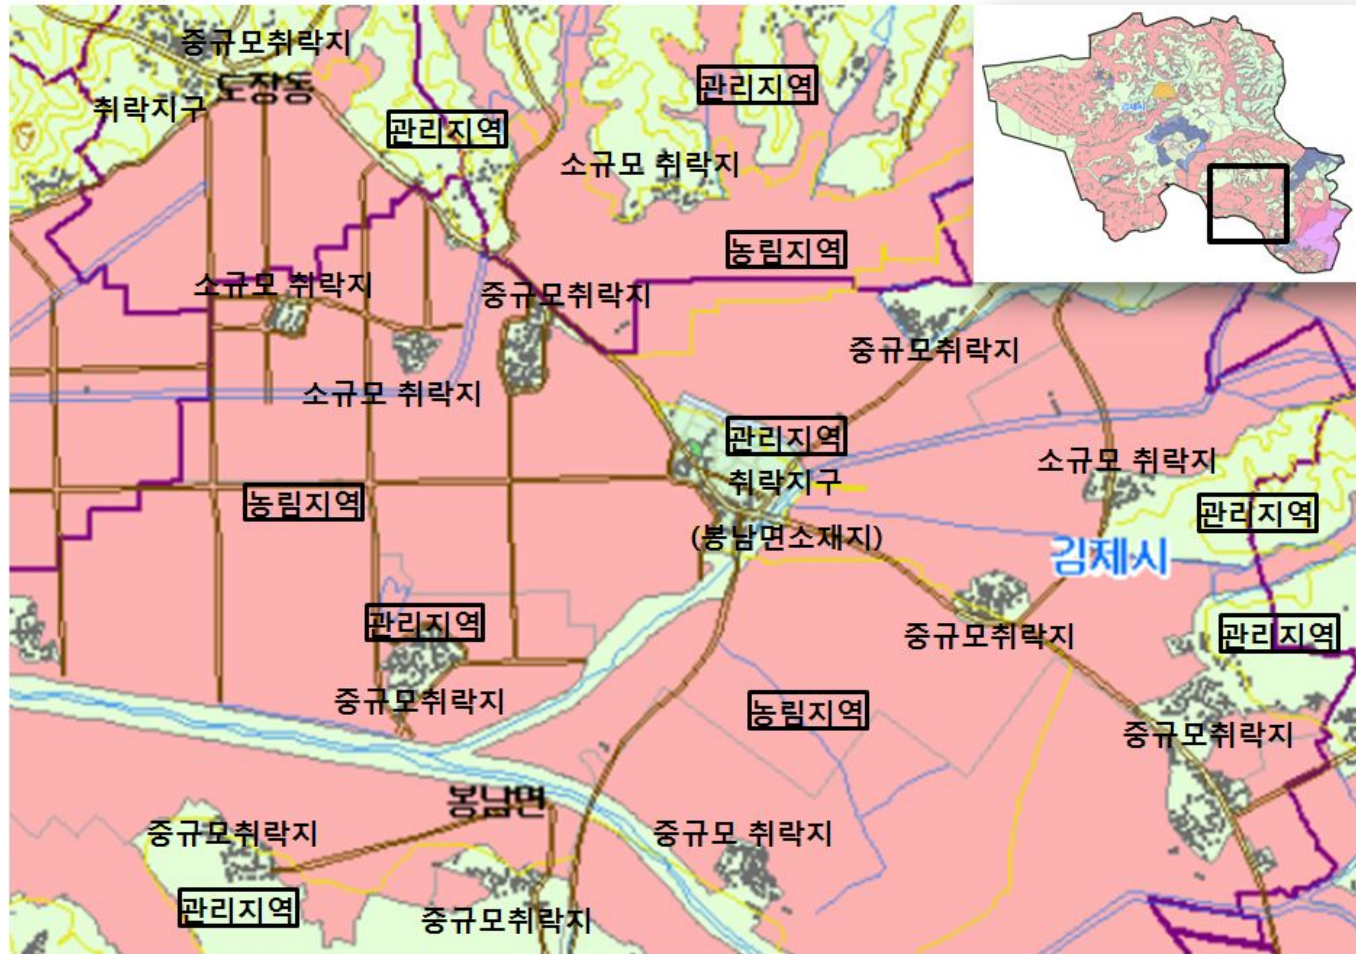 중규모취락지
도장동
취락지구
관리지역
관리지역
소규모 취락지
김제시
농림지역
소규모 취락지
중규모취락지
중규모취락지
소규모 취락지
관리지역
취락지구
(봉남면소재지)
소규모 취락지
관리지역
농림지역
김제시
관리지역
중규모취락지
관리지역
중규모취락지
농림지역
중규모취락지
봉남면
중규모취락지
중규모 취락지
관리지역
중규모취락지